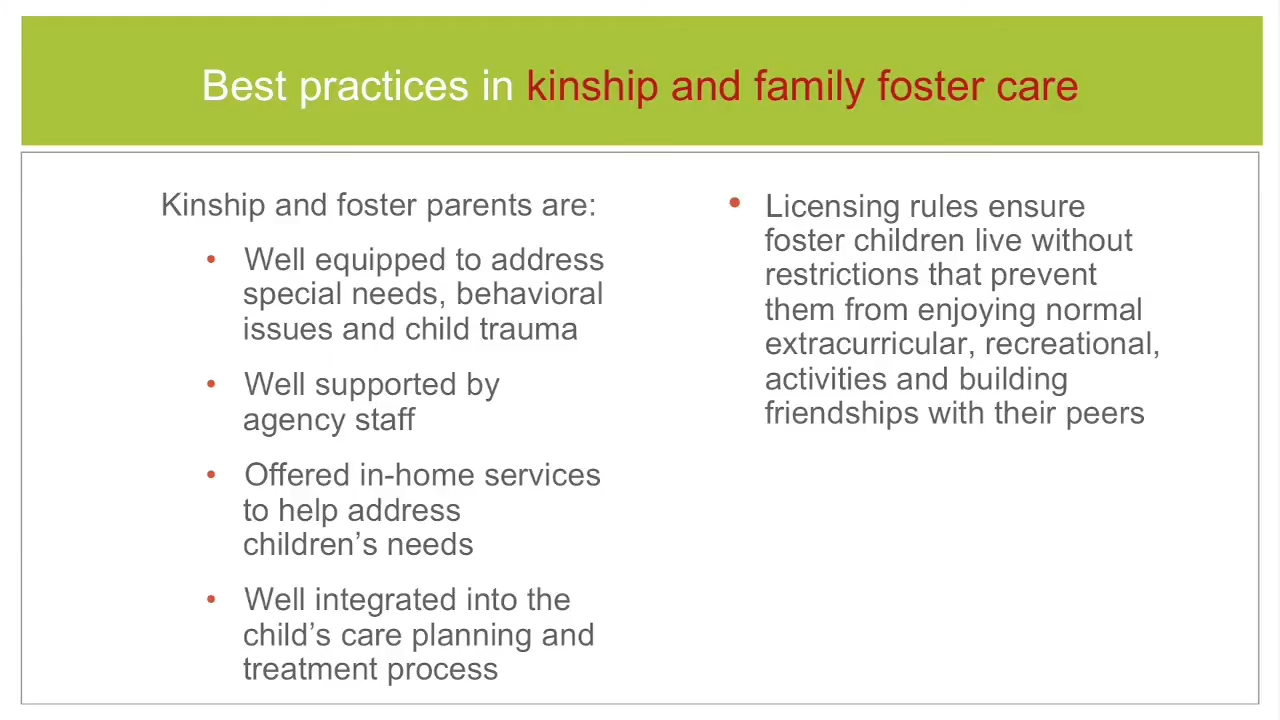 Best practices in kinship and family foster care
Kinship and foster parents are:
• Well equipped to address
special needs, behavioral
issues and child trauma
• Well supported by
agency staff
• Offered in-home services
to help address
children’s needs
• Well integrated into the
child’s care planning and
treatment process
• Licensing rules ensure
foster children live without
restrictions that prevent
them from enjoying normal
extracurricular, recreational,
activities and building
friendships with their peers